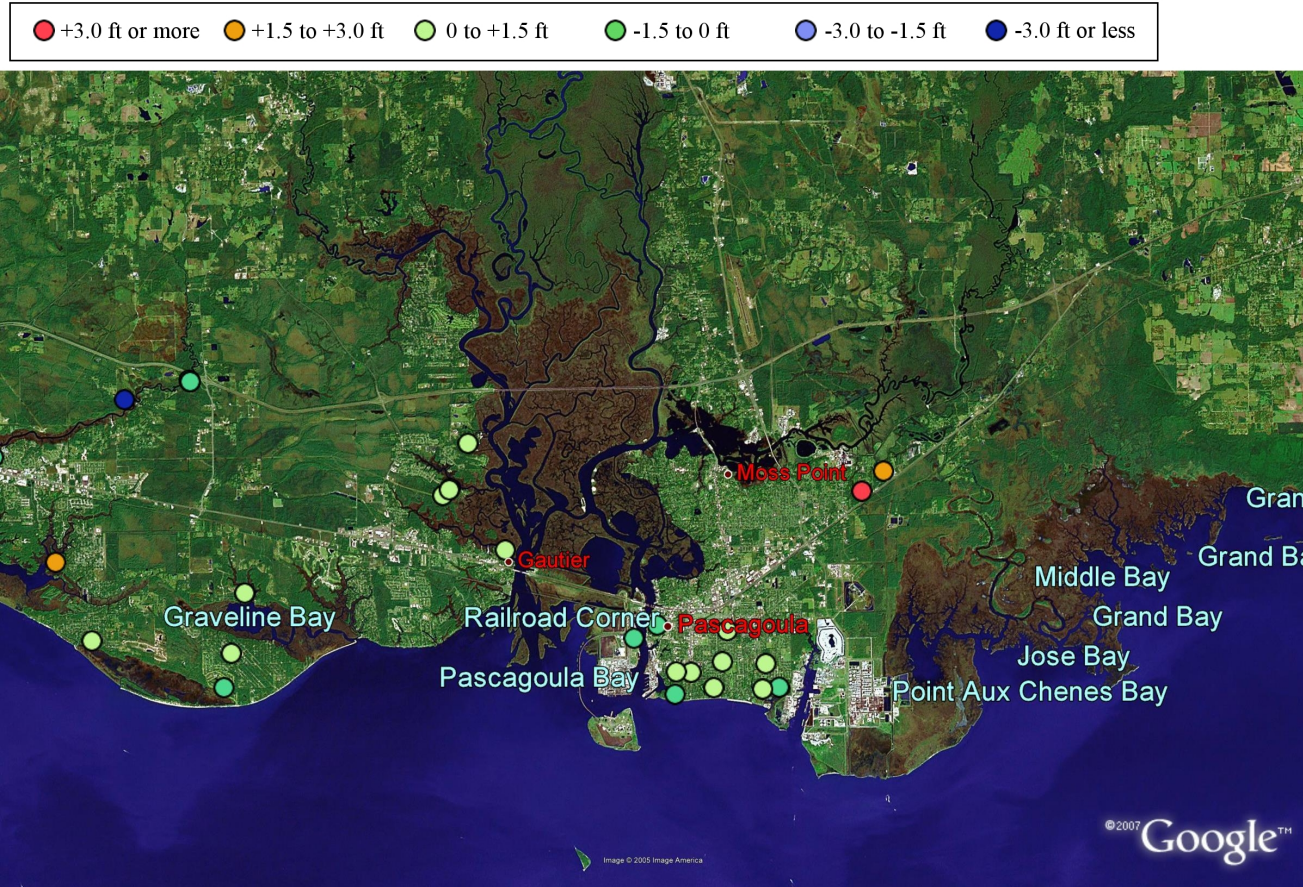 +3.0 ft or more +1.5 to +3.0 ft 0 to +1.5 ft -1.5 to 0 ft -3.0 to -1.5 ft -3.0 ft or less
Moss Point
Gran
Grand Ba
Gautier
Middle Bay
Graveline Bay
Railroad Corner
Pascagoula
Grand Bay
Jose Bay
Pascagoula Bay
Point Aux Chenes Bay
©2007 Google™
Image © 2005 Image America